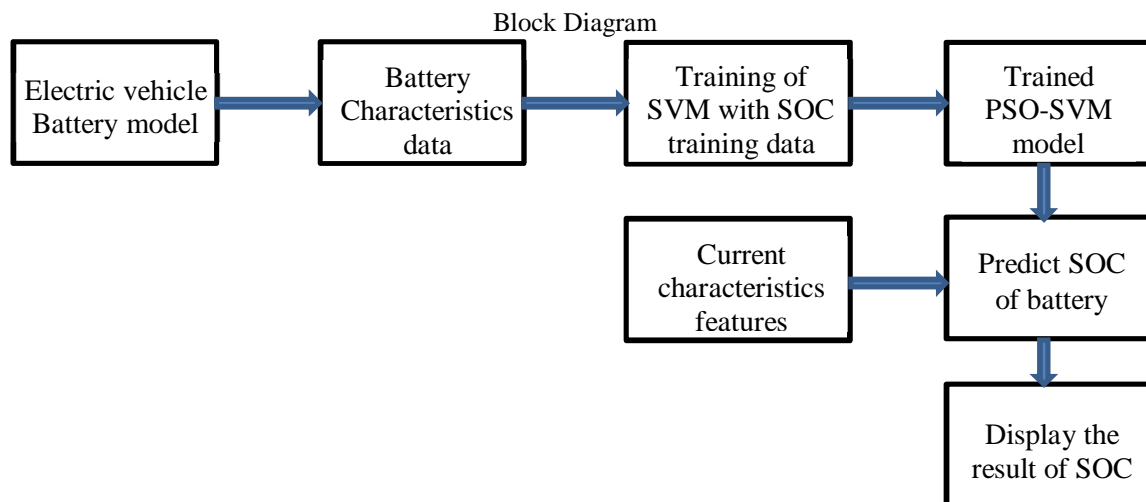 Block Diagram
Electric vehicle
Battery model
Battery
Characteristics
data
Training of
SVM with SOC
training data
Trained
PSO-SVM
model
Current
characteristics
features
Predict SOC
of battery
Display the
result of SOC